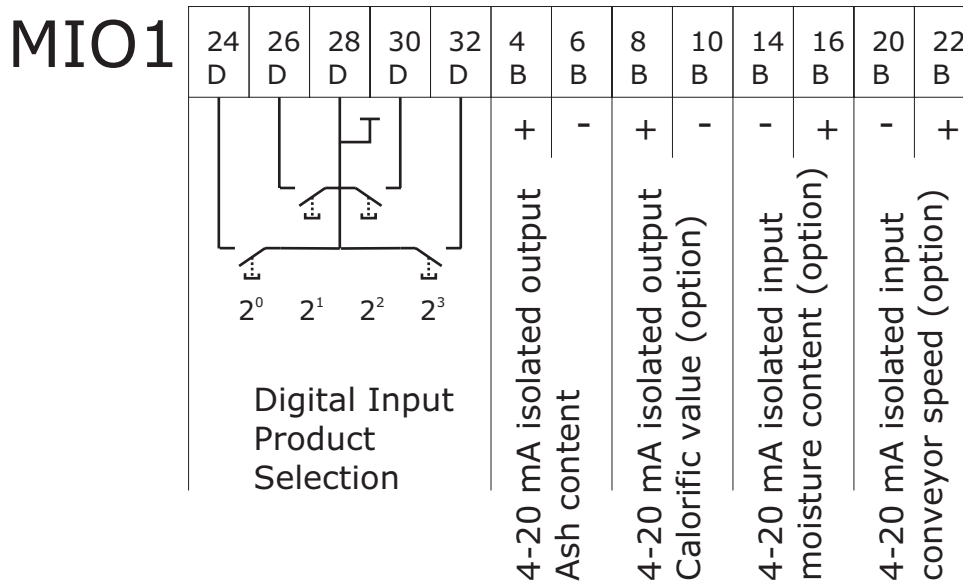 MIO1
24 26 28 30 32 4 6 8 10 14 16 20 22
D D D D D B B B B B B B B
+ - + - - + - +
2⁰ 2¹ 2² 2³
Digital Input
Product
Selection
4-20 mA isolated output
Ash content
4-20 mA isolated output
Calorific value (option)
4-20 mA isolated input
moisture content (option)
4-20 mA isolated input
conveyor speed (option)